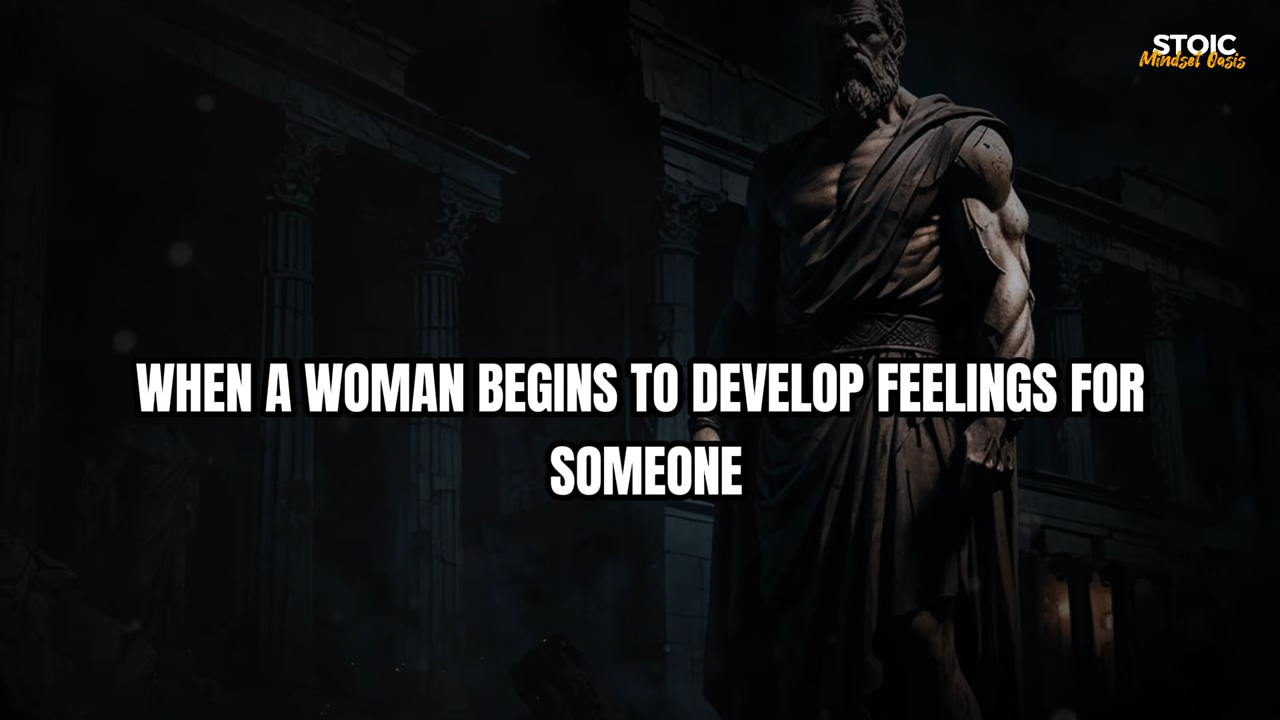 STOIC
Mindset Oasis
WHEN A WOMAN BEGINS TO DEVELOP FEELINGS FOR
SOMEONE